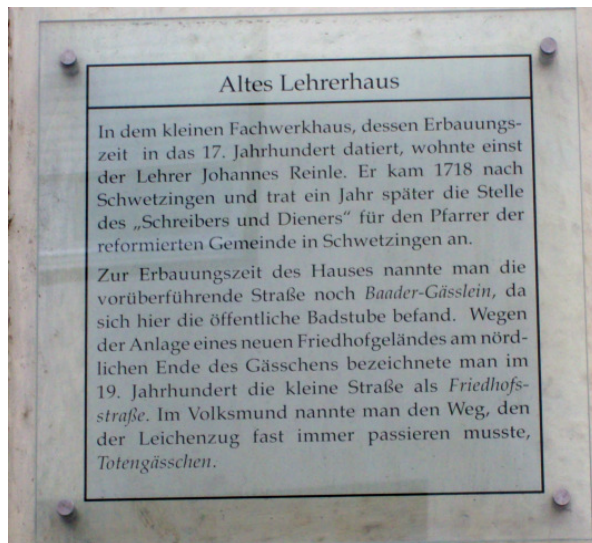 Altes Lehrerhaus
In dem kleinen Fachwerkhaus, dessen Erbauungs-
zeit in das 17. Jahrhundert datiert, wohnte einst
der Lehrer Johannes Reinle. Er kam 1718 nach
Schwetzingen und trat ein Jahr später die Stelle
des „Schreibers und Dieners“ für den Pfarrer der
reformierten Gemeinde in Schwetzingen an.
Zur Erbauungszeit des Hauses nannte man die
vorüberführende Straße noch Baader-Gässlein, da
sich hier die öffentliche Badstube befand. Wegen
der Anlage eines neuen Friedhofgeländes am nörd-
lichen Ende des Gässchens bezeichnete man im
19. Jahrhundert die kleine Straße als Friedhofs-
straße. Im Volksmund nannte man den Weg, den
der Leichenzug fast immer passieren musste,
Totengässchen.